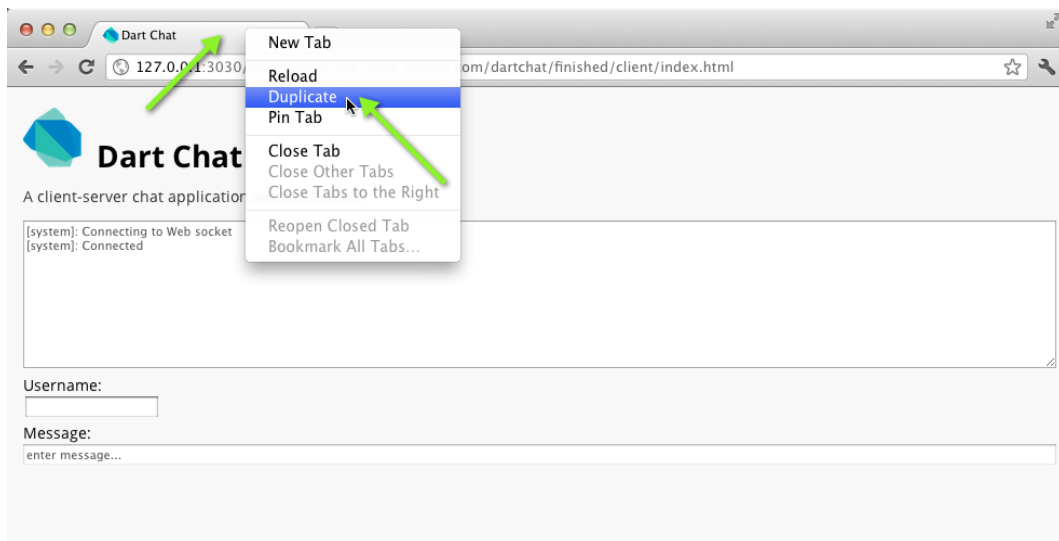 Dart Chat
127.0.0.1:3030/ om/dartchat/finished/client/index.html
New Tab
Reload
Duplicate
Pin Tab
Close Tab
Close Other Tabs
Close Tabs to the Right
Reopen Closed Tab
Bookmark All Tabs...
Dart Chat
A client-server chat application
[system]: Connecting to Web socket
[system]: Connected
Username:
Message:
enter message...